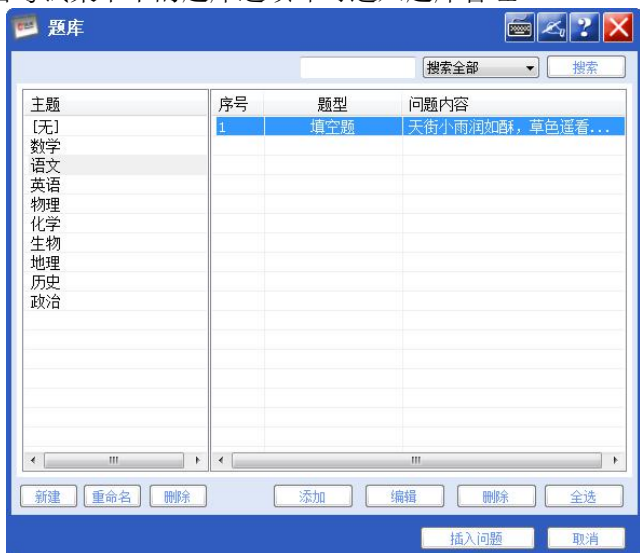 题库
搜索全部 搜索
主题 序号 题型 问题内容
[无] 1 填空题 天街小雨润如酥，草色遥看...
数学
语文
英语
物理
化学
生物
地理
历史
政治
新建 重命名 删除 添加 编辑 删除 全选
插入问题 取消